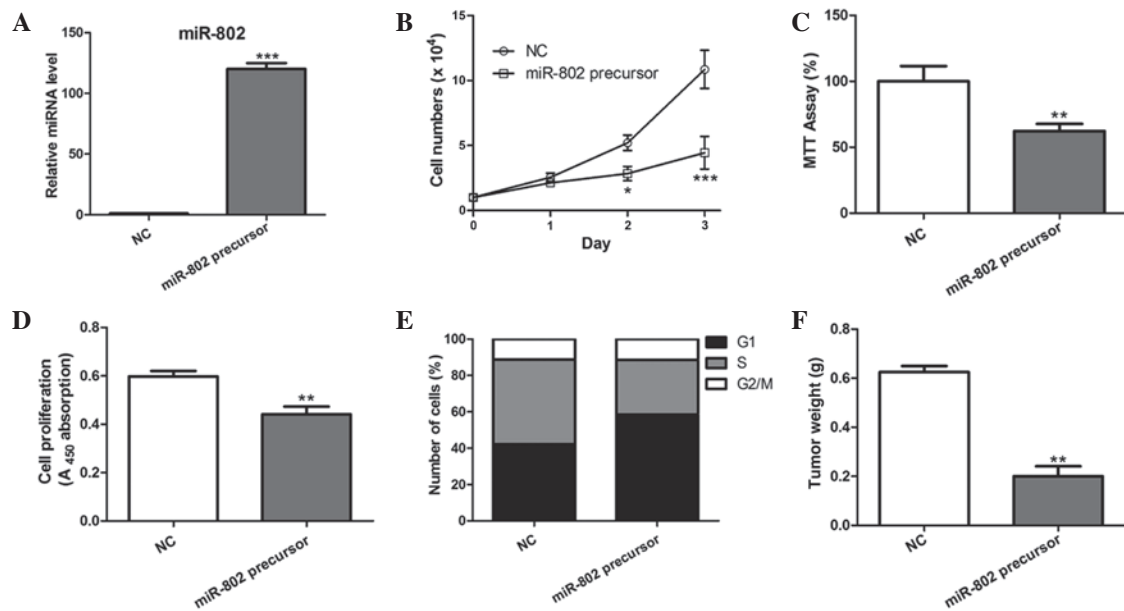 A
miR-802
Relative miRNA level
150
100
50
0
***
NC
miR-802 precursor
B
Cell numbers (x 10⁴)
15
10
5
0
NC
miR-802 precursor
*
***
0 1 2 3
Day
C
MTT Assay (%)
150
100
50
0
**
NC
miR-802 precursor
D
Cell proliferation
(A 450 absorption)
0.8
0.6
0.4
0.2
0.0
**
NC
miR-802 precursor
E
Number of cells (%)
100
80
60
40
20
0
G1
S
G2/M
NC
miR-802 precursor
F
Tumor weight (g)
0.8
0.6
0.4
0.2
0.0
**
NC
miR-802 precursor